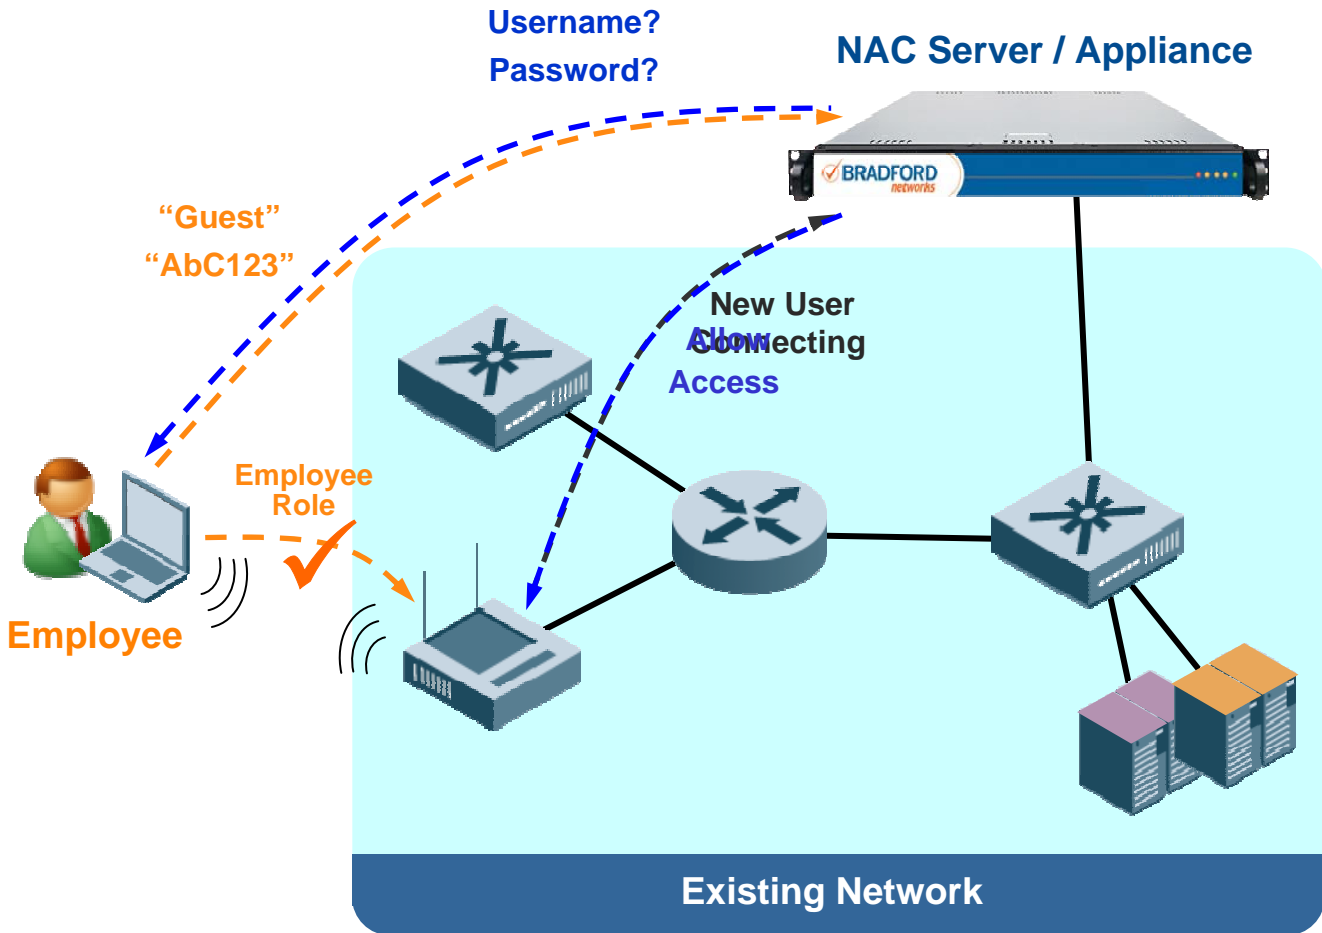 Username?
Password?
NAC Server / Appliance
BRADFORD
networks
“Guest”
“AbC123”
New User
Connecting
Allow
Access
Employee
Role
Employee
Existing Network